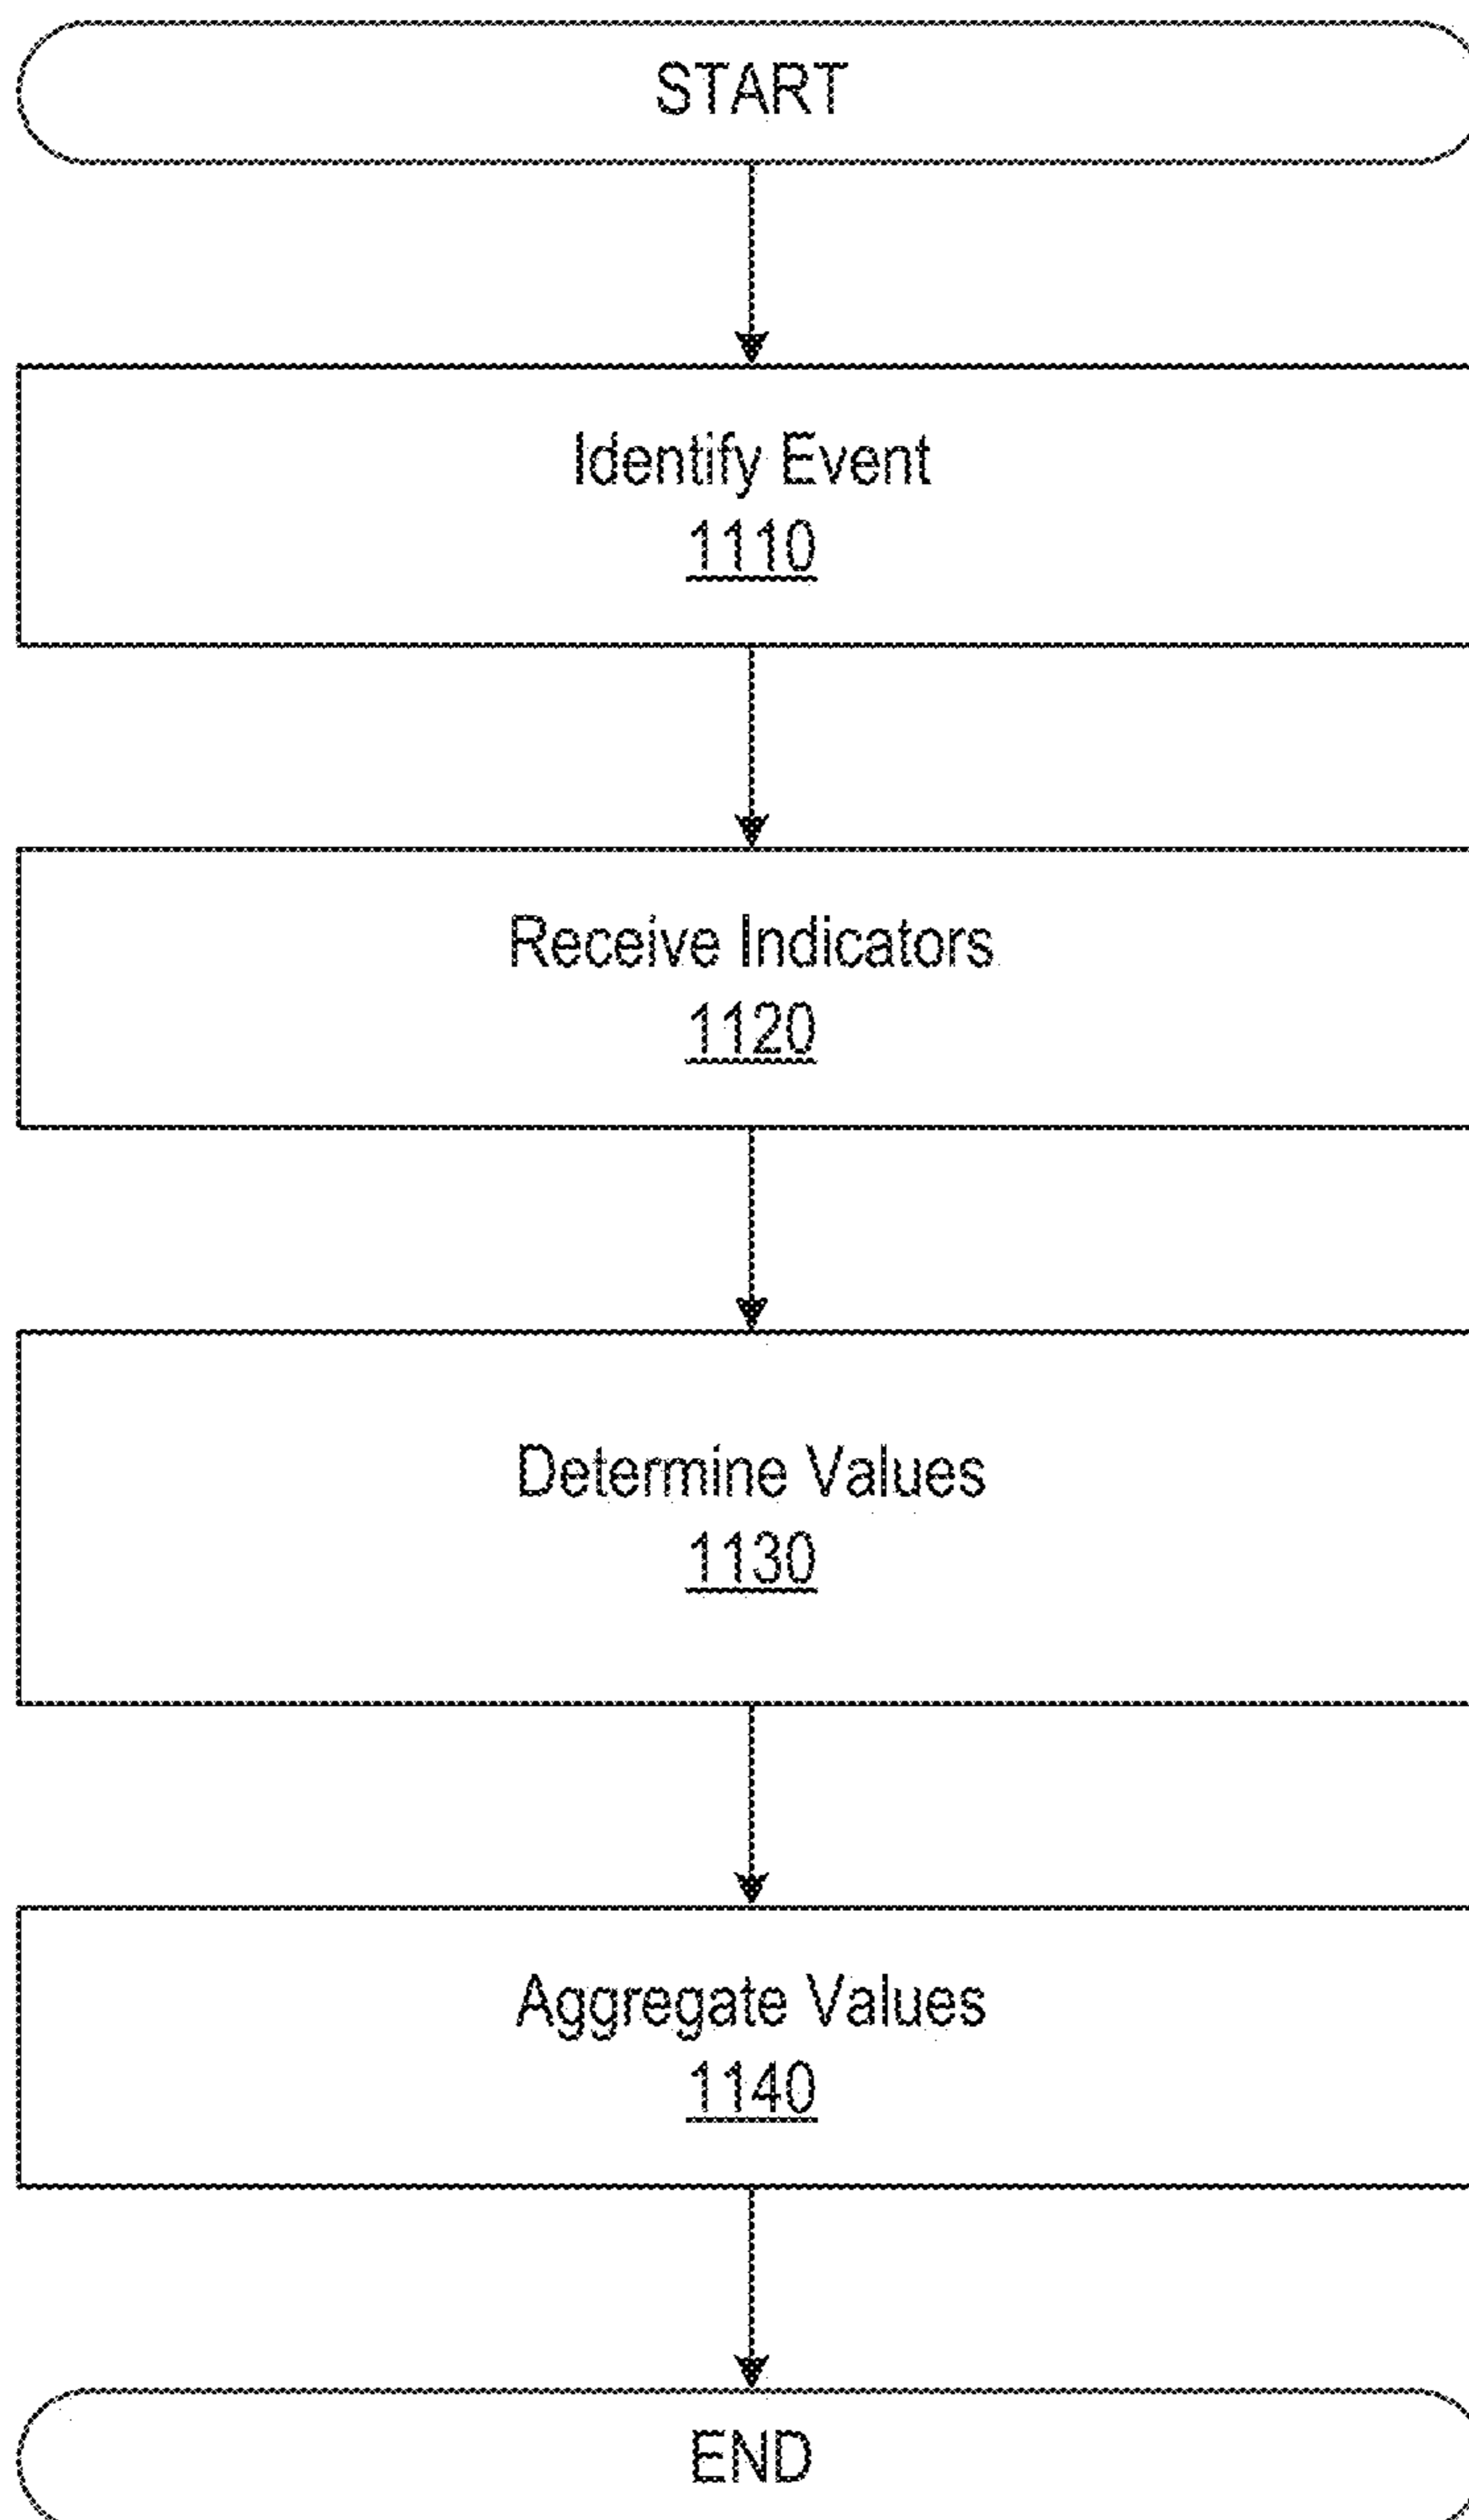 START
Identify Event
1110
Receive Indicators
1120
Determine Values
1130
Aggregate Values
1140
END